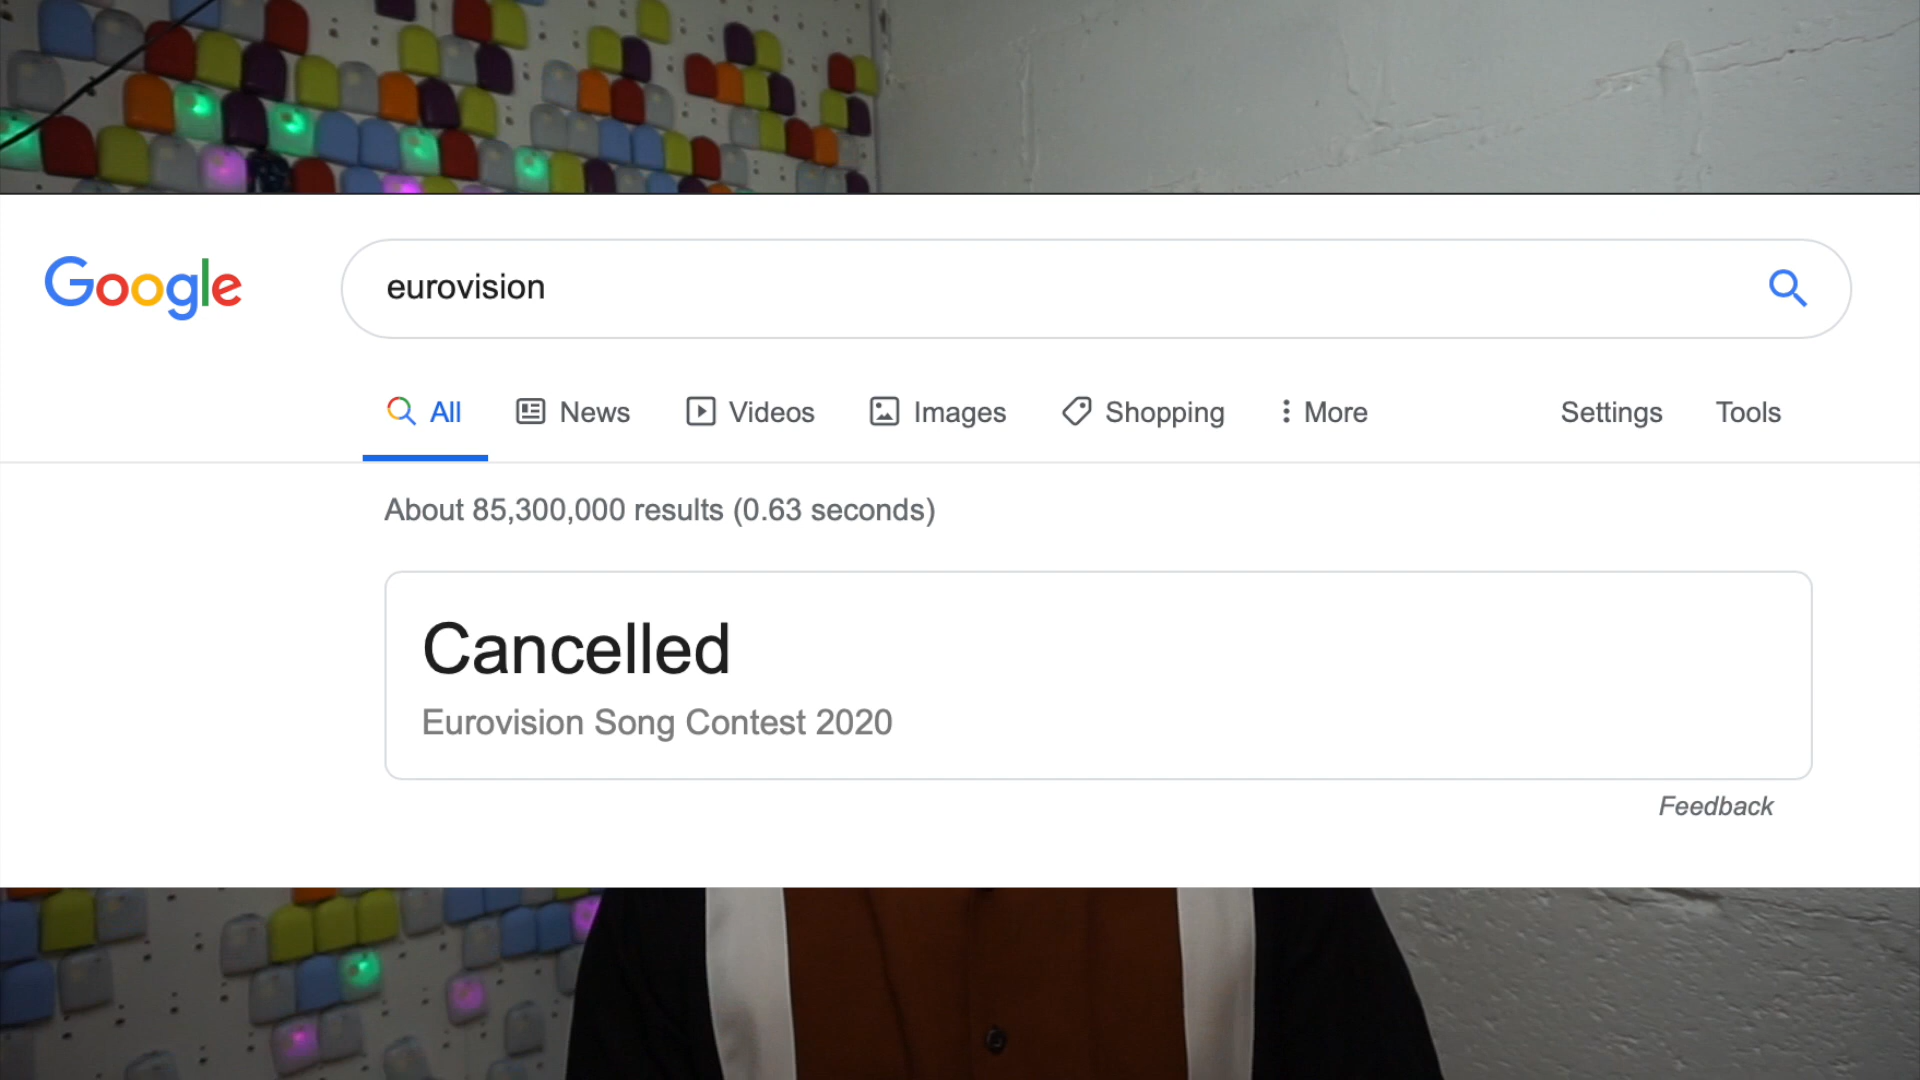 Google
eurovision
All News Videos Images Shopping More Settings Tools
About 85,300,000 results (0.63 seconds)
Cancelled
Eurovision Song Contest 2020
Feedback